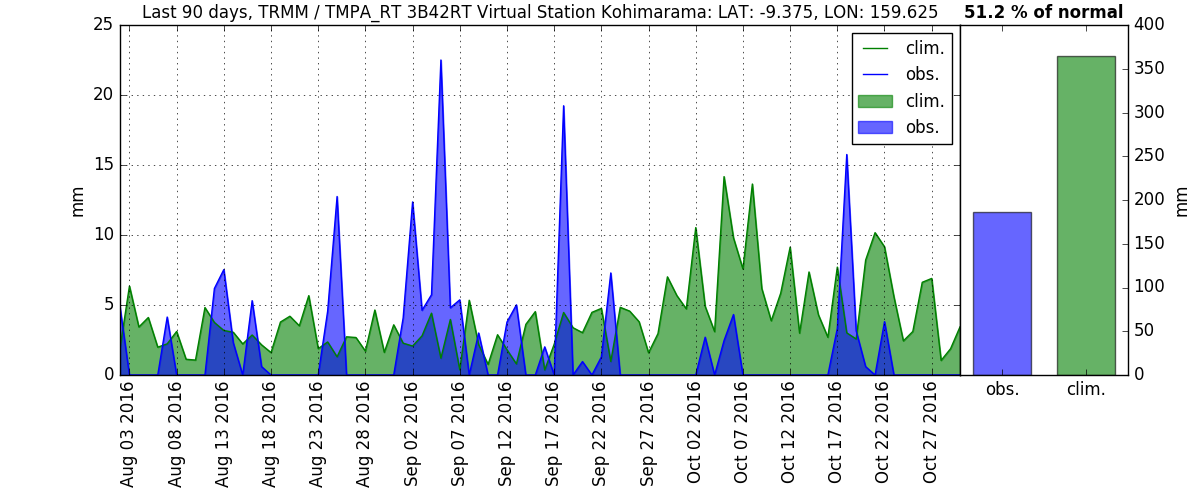 Last 90 days, TRMM / TMPA_RT 3B42RT Virtual Station Kohimarama: LAT: -9.375, LON: 159.625
51.2 % of normal
25
20
15
10
5
0
mm
clim.
obs.
clim.
obs.
Aug 03 2016
Aug 08 2016
Aug 13 2016
Aug 18 2016
Aug 23 2016
Aug 28 2016
Sep 02 2016
Sep 07 2016
Sep 12 2016
Sep 17 2016
Sep 22 2016
Sep 27 2016
Oct 02 2016
Oct 07 2016
Oct 12 2016
Oct 17 2016
Oct 22 2016
Oct 27 2016
400
350
300
250
200
150
100
50
0
mm
obs.
clim.